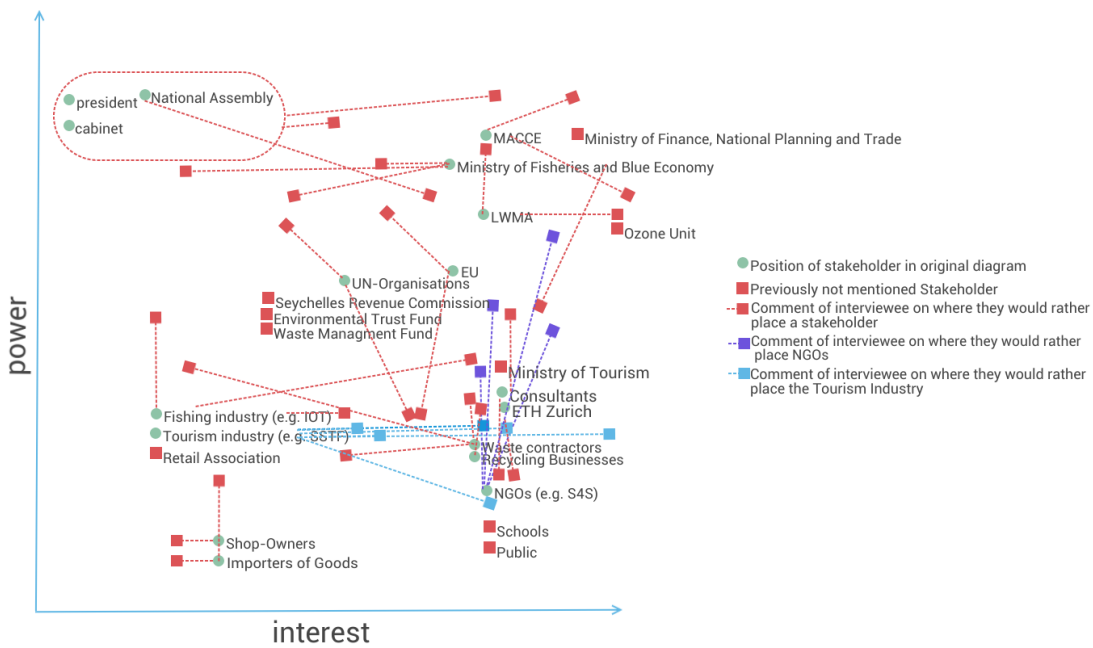 president
National Assembly
cabinet
MACCE
Ministry of Finance, National Planning and Trade
Ministry of Fisheries and Blue Economy
LWMA
Ozone Unit
EU
UN-Organisations
Seychelles Revenue Commission
Environmental Trust Fund
Waste Managment Fund
Ministry of Tourism
Consultants
ETH Zurich
Fishing industry (e.g. IOT)
Tourism industry (e.g. SSTF)
Retail Association
Waste contractors
Recycling Businesses
NGOs (e.g. S4S)
Schools
Public
Shop-Owners
Importers of Goods
power
interest
Position of stakeholder in original diagram
Previously not mentioned Stakeholder
Comment of interviewee on where they would rather
place a stakeholder
Comment of interviewee on where they would rather
place NGOs
Comment of interviewee on where they would rather
place the Tourism Industry